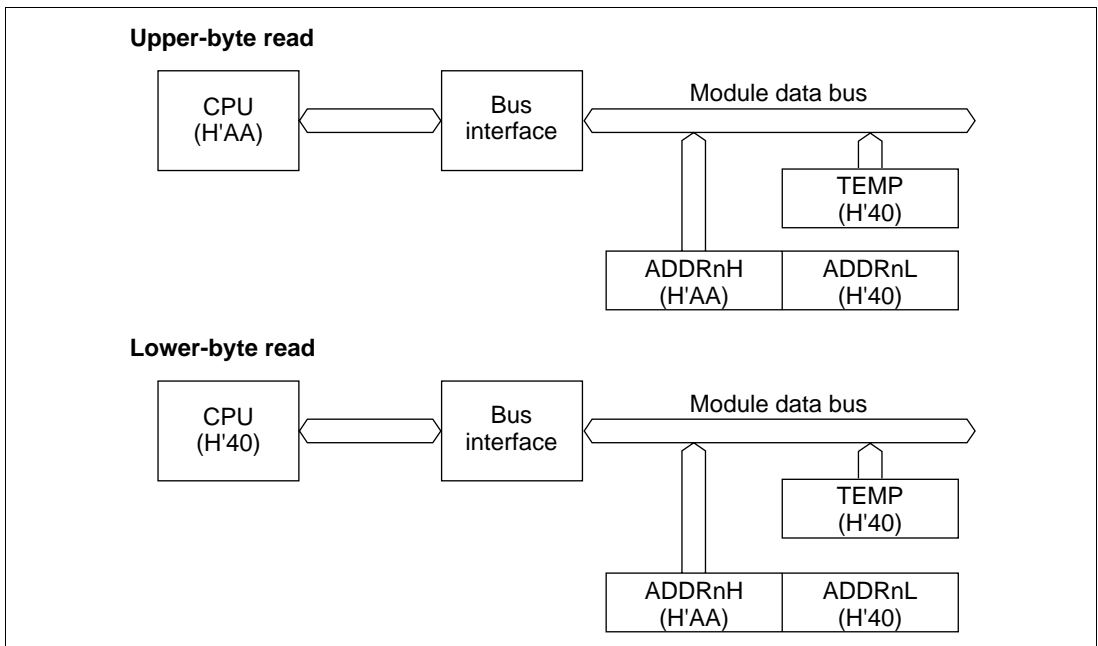 Upper-byte read
CPU
(H'AA)
Bus
interface
Module data bus
TEMP
(H'40)
ADDRnH
(H'AA)
ADDRnL
(H'40)
Lower-byte read
CPU
(H'40)
Bus
interface
Module data bus
TEMP
(H'40)
ADDRnH
(H'AA)
ADDRnL
(H'40)